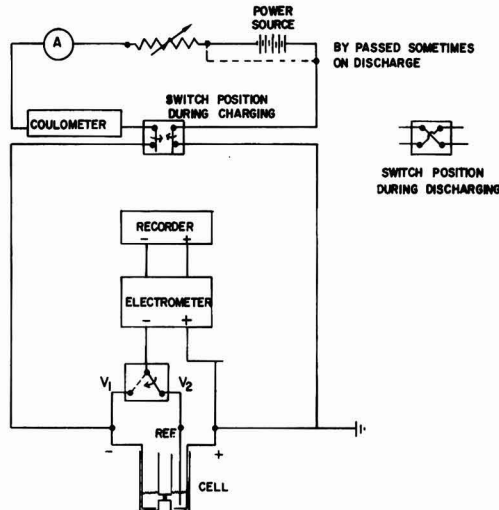 POWER
SOURCE
A
BY PASSED SOMETIMES
ON DISCHARGE
SWITCH POSITION
DURING CHARGING
COULOMETER
SWITCH POSITION
DURING DISCHARGING
RECORDER
- +
ELECTROMETER
- +
V1 V2
REF.
- +
CELL